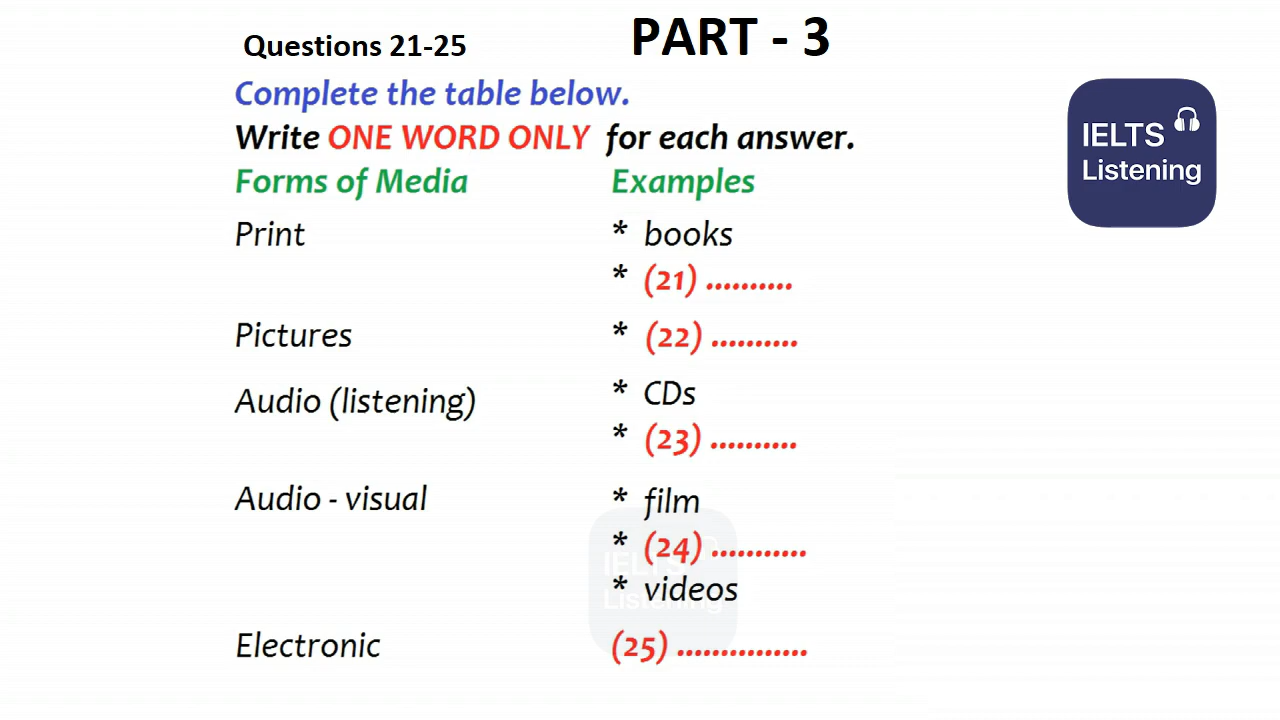 PART - 3
Questions 21-25
Complete the table below.
Write ONE WORD ONLY for each answer.
IELTS
Listening
Forms of Media Examples
Print * books
* (21) ..........
Pictures * (22) ..........
Audio (listening) * CDs
* (23) ..........
Audio - visual * film
* (24) ...........
IELTS
* videos
Listening
Electronic (25) ...............